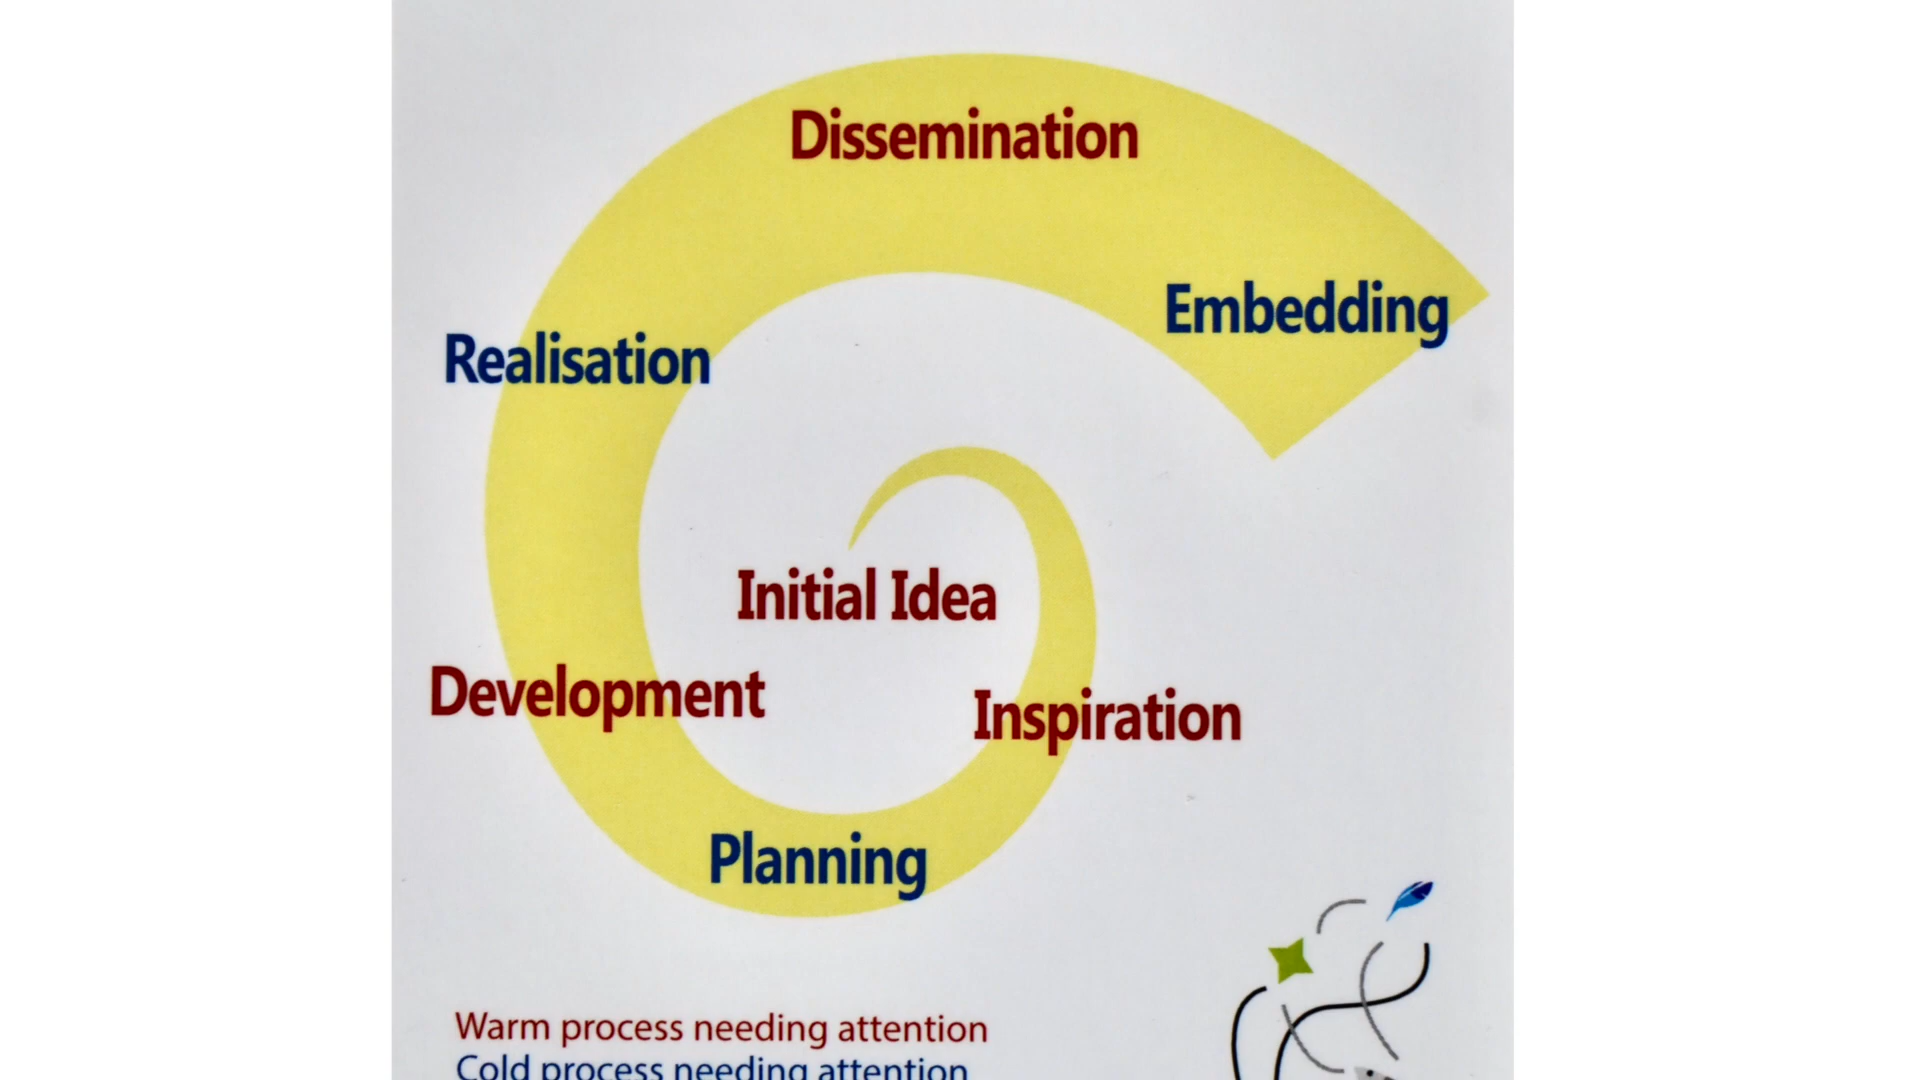 Dissemination
Embedding
Realisation
Initial Idea
Development
Inspiration
Planning
Warm process needing attention
Cold process needing attention